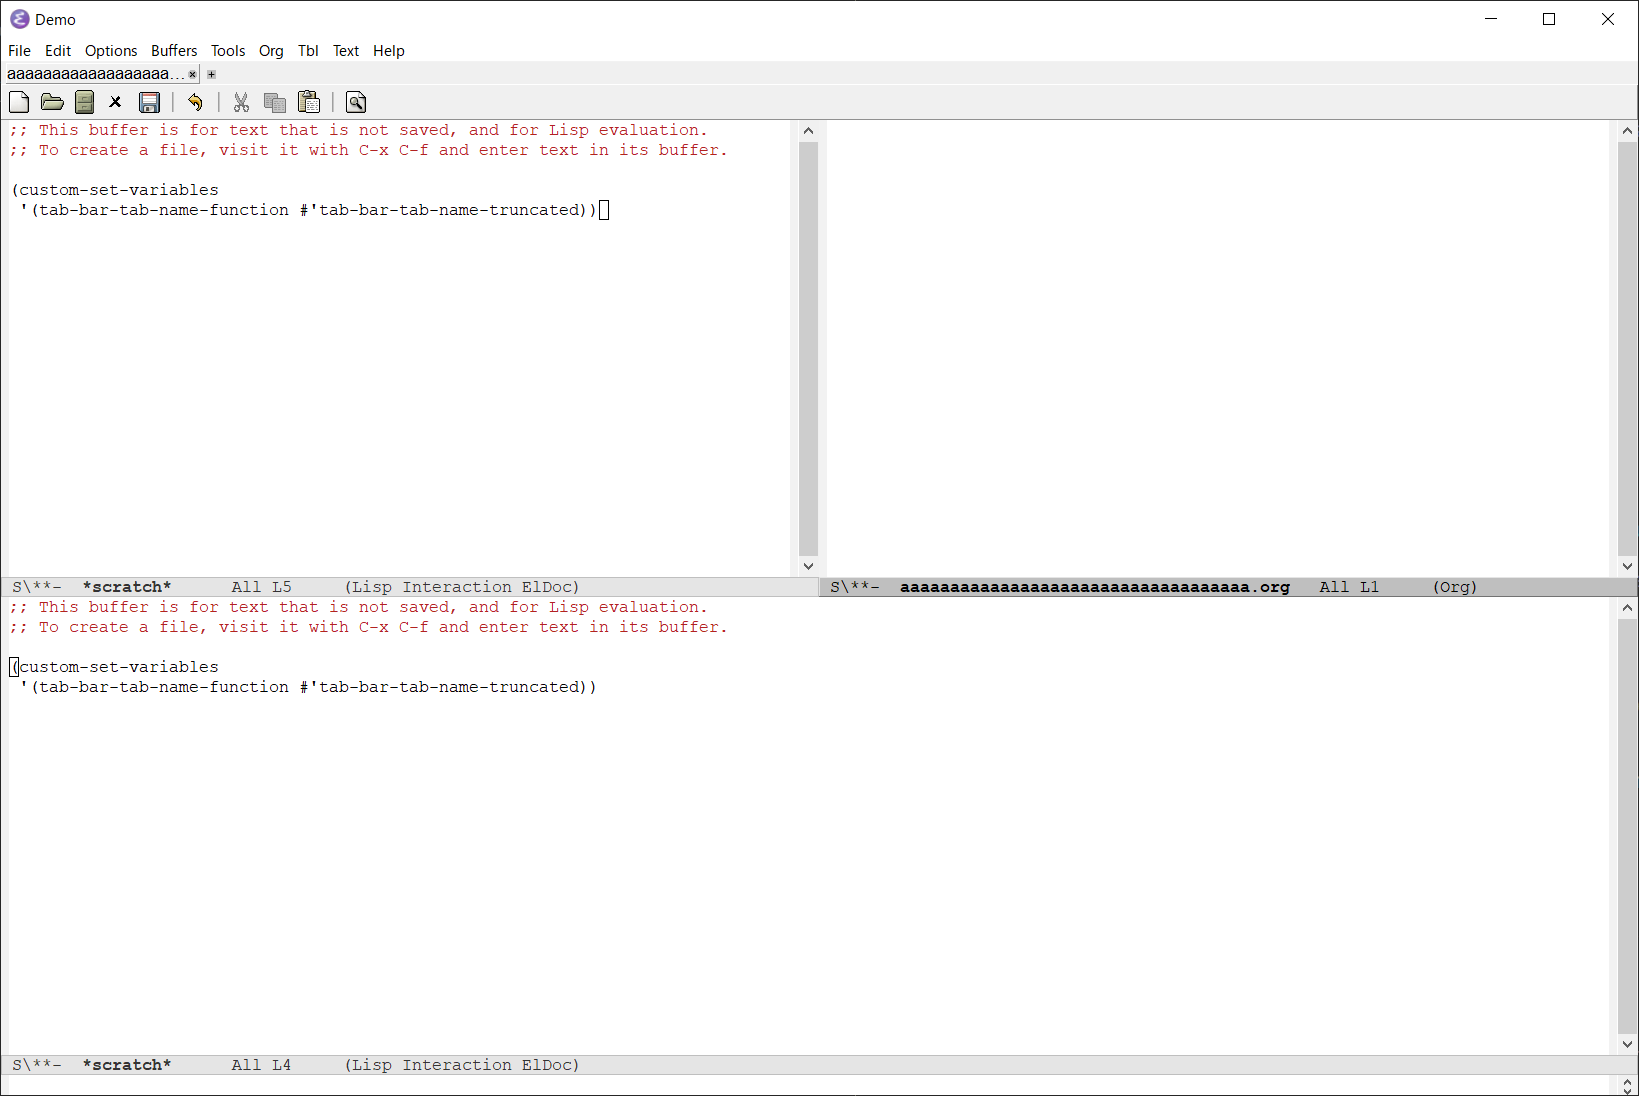 Demo
File Edit Options Buffers Tools Org Tbl Text Help
aaaaaaaaaaaaaaaaaa...
;; This buffer is for text that is not saved, and for Lisp evaluation.
;; To create a file, visit it with C-x C-f and enter text in its buffer.
(custom-set-variables
 '(tab-bar-tab-name-function #'tab-bar-tab-name-truncated))
S\**-  *scratch*      All L5     (Lisp Interaction ElDoc)
S\**-  aaaaaaaaaaaaaaaaaaaaaaaaaaaaaaaaaaa.org   All L1     (Org)
;; This buffer is for text that is not saved, and for Lisp evaluation.
;; To create a file, visit it with C-x C-f and enter text in its buffer.
(custom-set-variables
 '(tab-bar-tab-name-function #'tab-bar-tab-name-truncated))
S\**-  *scratch*      All L4     (Lisp Interaction ElDoc)